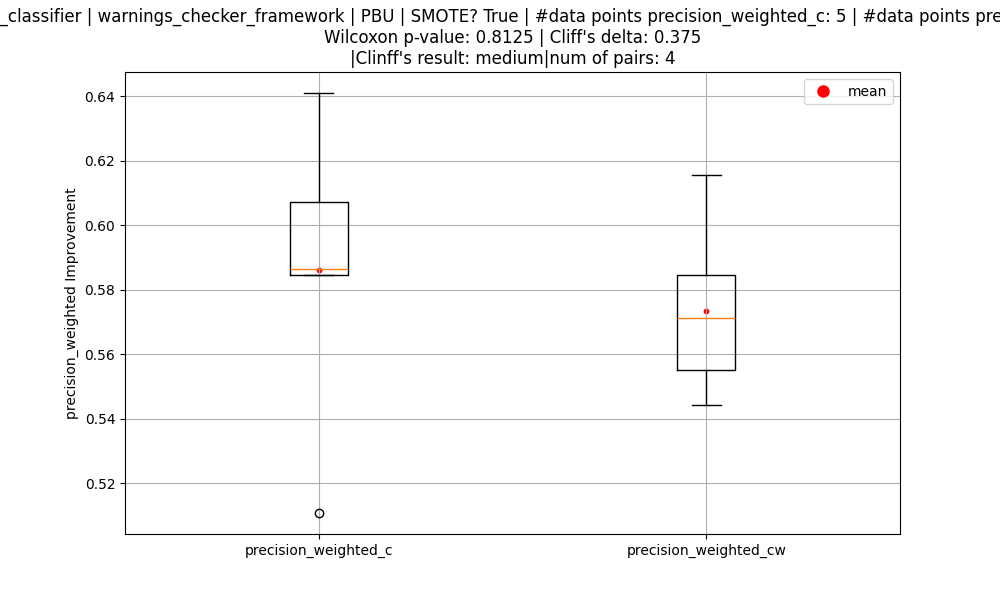 _classifier | warnings_checker_framework | PBU | SMOTE? True | #data points precision_weighted_c: 5 | #data points pre
Wilcoxon p-value: 0.8125 | Cliff's delta: 0.375
|Clinff's result: medium|num of pairs: 4
mean
0.64
0.62
0.60
0.58
0.56
0.54
0.52
precision_weighted Improvement
precision_weighted_c
precision_weighted_cw